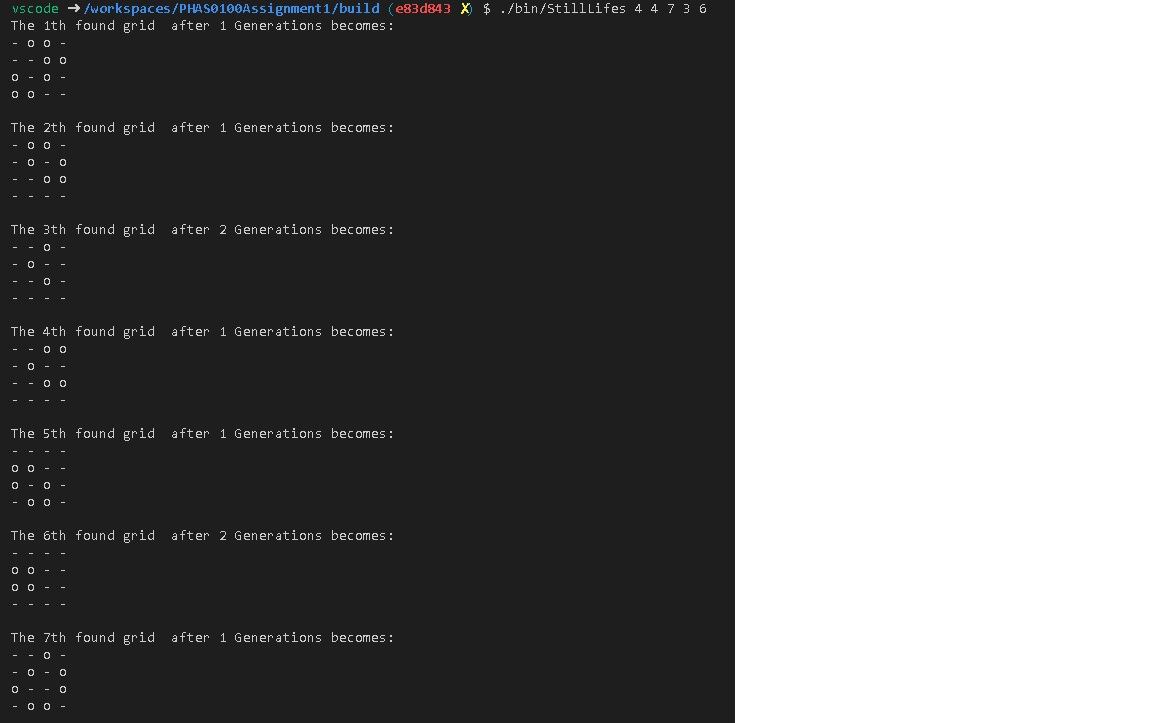 vscode ➜ /workspaces/PHAS0100Assignment1/build (e83d843 ✗) $ ./bin/StillLifes 4 4 7 3 6
The 1th found grid  after 1 Generations becomes:
- o o -
- - o o
o - o -
o o - -
The 2th found grid  after 1 Generations becomes:
- o o -
- o - o
- - o o
- - - -
The 3th found grid  after 2 Generations becomes:
- - o -
- o - -
- - o -
- - - -
The 4th found grid  after 1 Generations becomes:
- - o o
- o - -
- - o o
- - - -
The 5th found grid  after 1 Generations becomes:
- - - -
o o - -
o - o -
- o o -
The 6th found grid  after 2 Generations becomes:
- - - -
o o - -
o o - -
- - - -
The 7th found grid  after 1 Generations becomes:
- - o -
- o - o
o - - o
- o o -